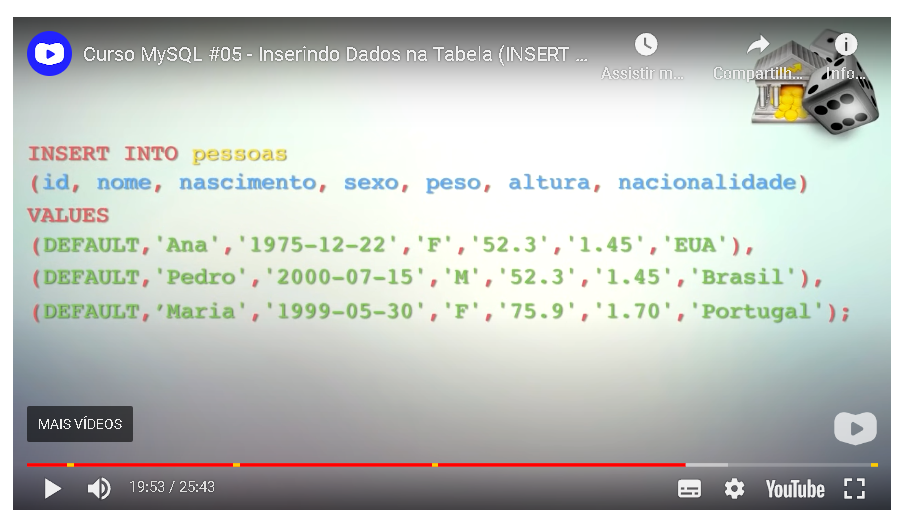 Curso MySQL #05 - Inserindo Dados na Tabela (INSERT ...
Assistir m...
Compartilh...
Info...
INSERT INTO pessoas
(id, nome, nascimento, sexo, peso, altura, nacionalidade)
VALUES
(DEFAULT,'Ana','1975-12-22','F','52.3','1.45','EUA'),
(DEFAULT,'Pedro','2000-07-15','M','52.3','1.45','Brasil'),
(DEFAULT,’Maria','1999-05-30','F','75.9','1.70','Portugal');
MAIS VÍDEOS
19:53 / 25:43
YouTube